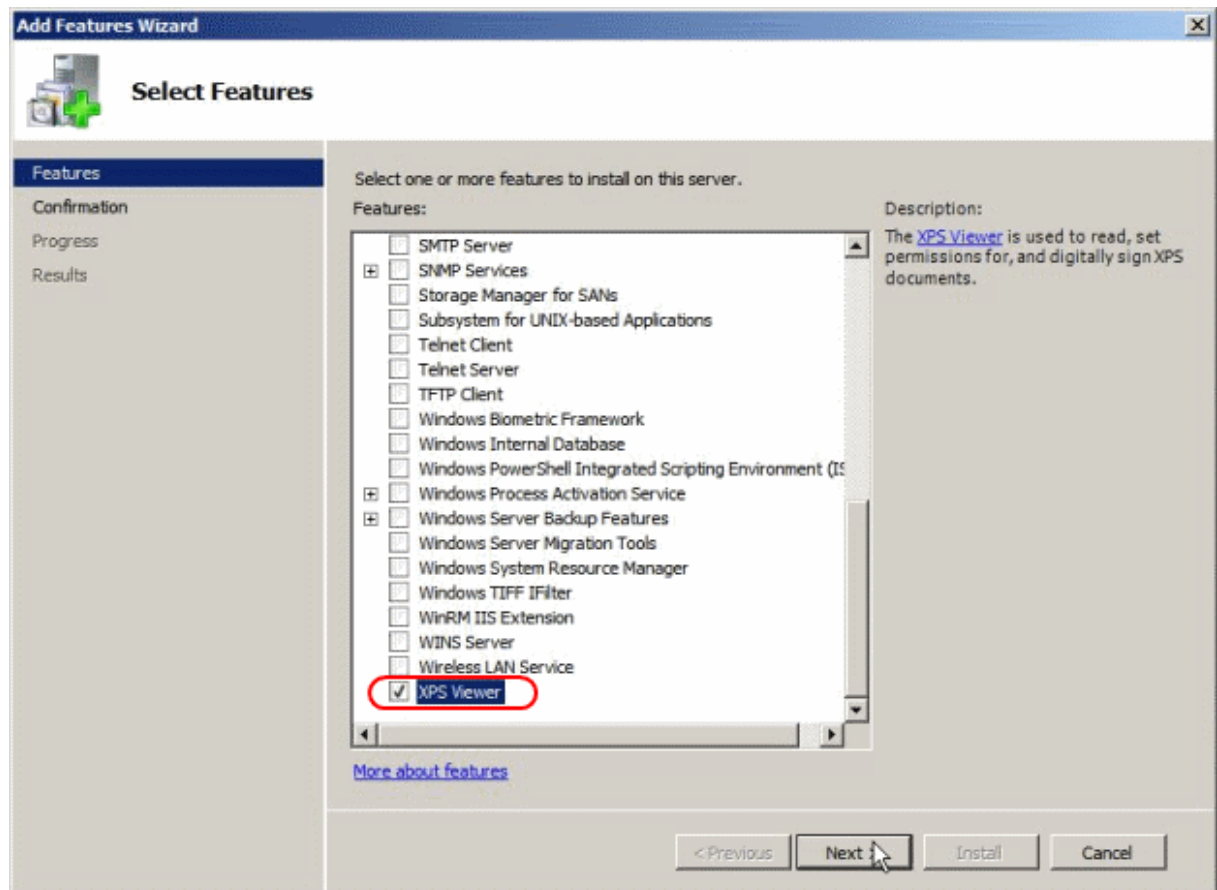 Add Features Wizard
Select Features
Features
Confirmation
Progress
Results
Select one or more features to install on this server.
Features:
SMTP Server
SNMP Services
Storage Manager for SANs
Subsystem for UNIX-based Applications
Telnet Client
Telnet Server
TFTP Client
Windows Biometric Framework
Windows Internal Database
Windows PowerShell Integrated Scripting Environment (IS
Windows Process Activation Service
Windows Server Backup Features
Windows Server Migration Tools
Windows System Resource Manager
Windows TIFF IFilter
WinRM IIS Extension
WINS Server
Wireless LAN Service
XPS Viewer
More about features
Description:
The XPS Viewer is used to read, set
permissions for, and digitally sign XPS
documents.
< Previous
Next >
Install
Cancel